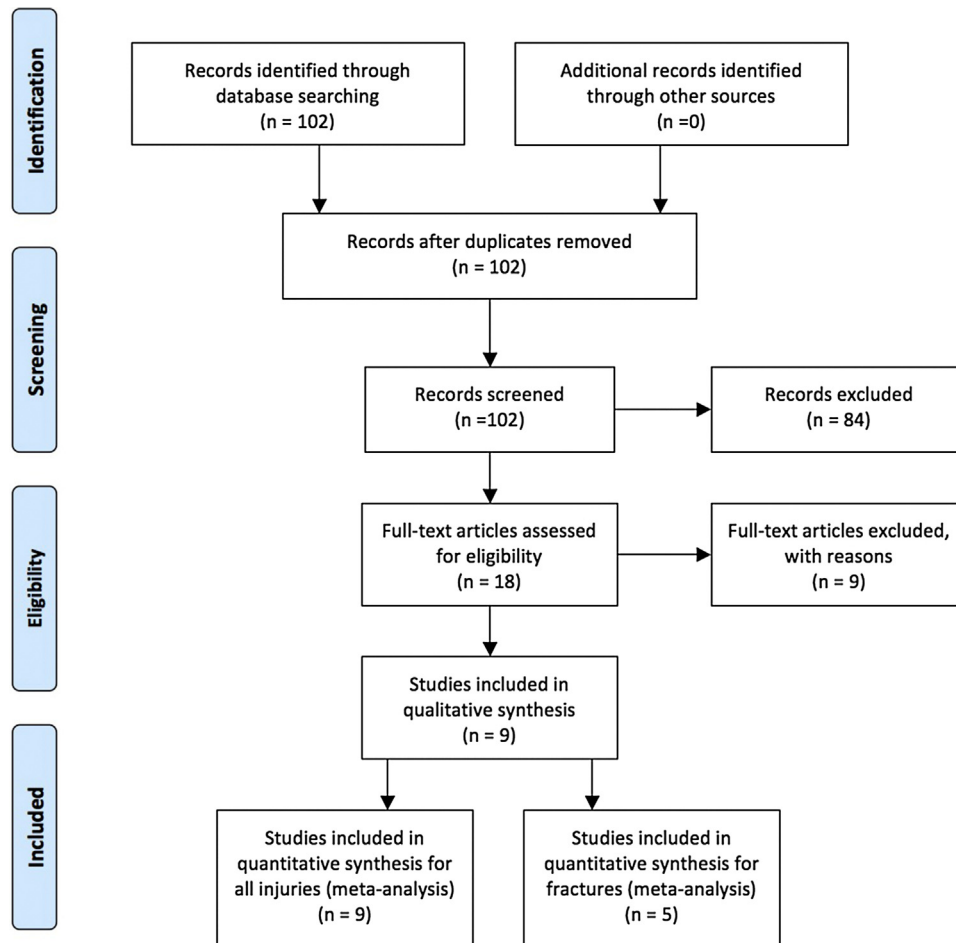 Identification
Records identified through
database searching
(n = 102)
Additional records identified
through other sources
(n =0)
Records after duplicates removed
(n = 102)
Screening
Records screened
(n =102)
Records excluded
(n = 84)
Eligibility
Full-text articles assessed
for eligibility
(n = 18)
Full-text articles excluded,
with reasons
(n = 9)
Studies included in
qualitative synthesis
(n = 9)
Included
Studies included in
quantitative synthesis for
all injuries (meta-analysis)
(n = 9)
Studies included in
quantitative synthesis for
fractures (meta-analysis)
(n = 5)